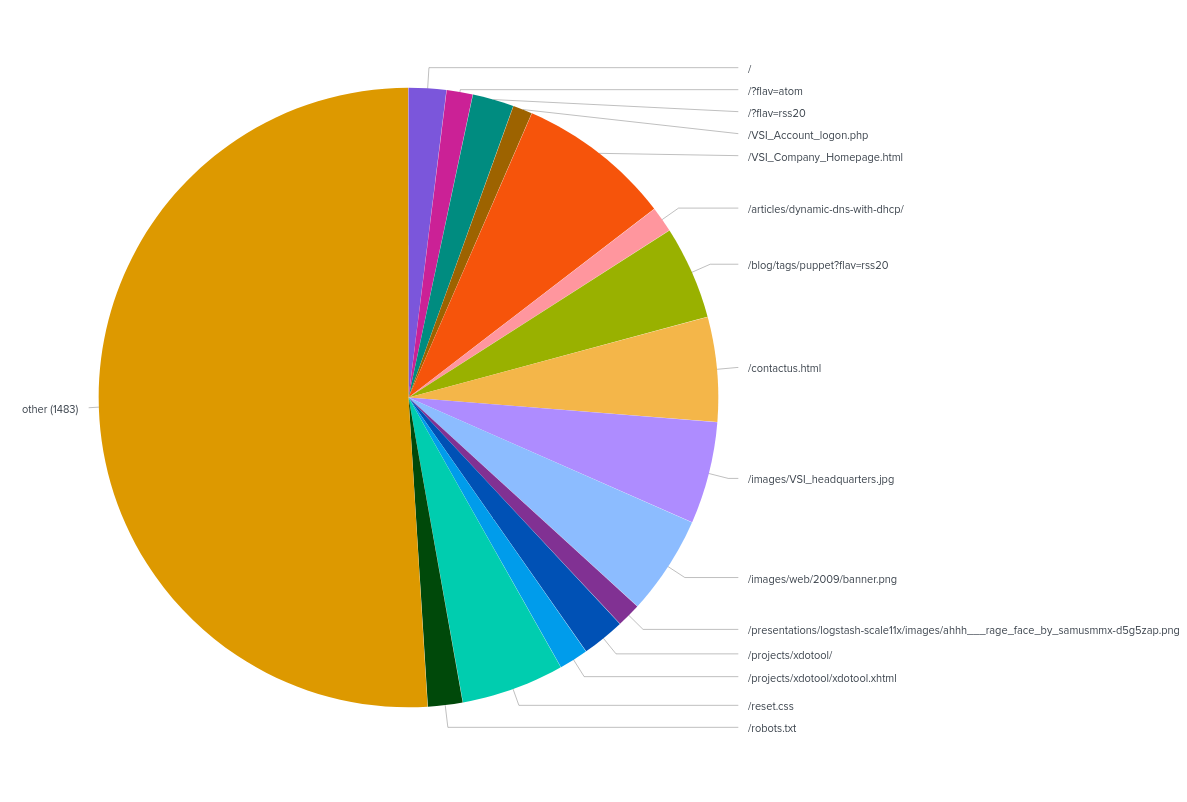 /
/?flav=atom
/?flav=rss20
/VSI_Account_logon.php
/VSI_Company_Homepage.html
/articles/dynamic-dns-with-dhcp/
/blog/tags/puppet?flav=rss20
/contactus.html
other (1483)
/images/VSI_headquarters.jpg
/images/web/2009/banner.png
/presentations/logstash-scale11x/images/ahhh___rage_face_by_samusmmx-d5g5zap.png
/projects/xdotool/
/projects/xdotool/xdotool.xhtml
/reset.css
/robots.txt